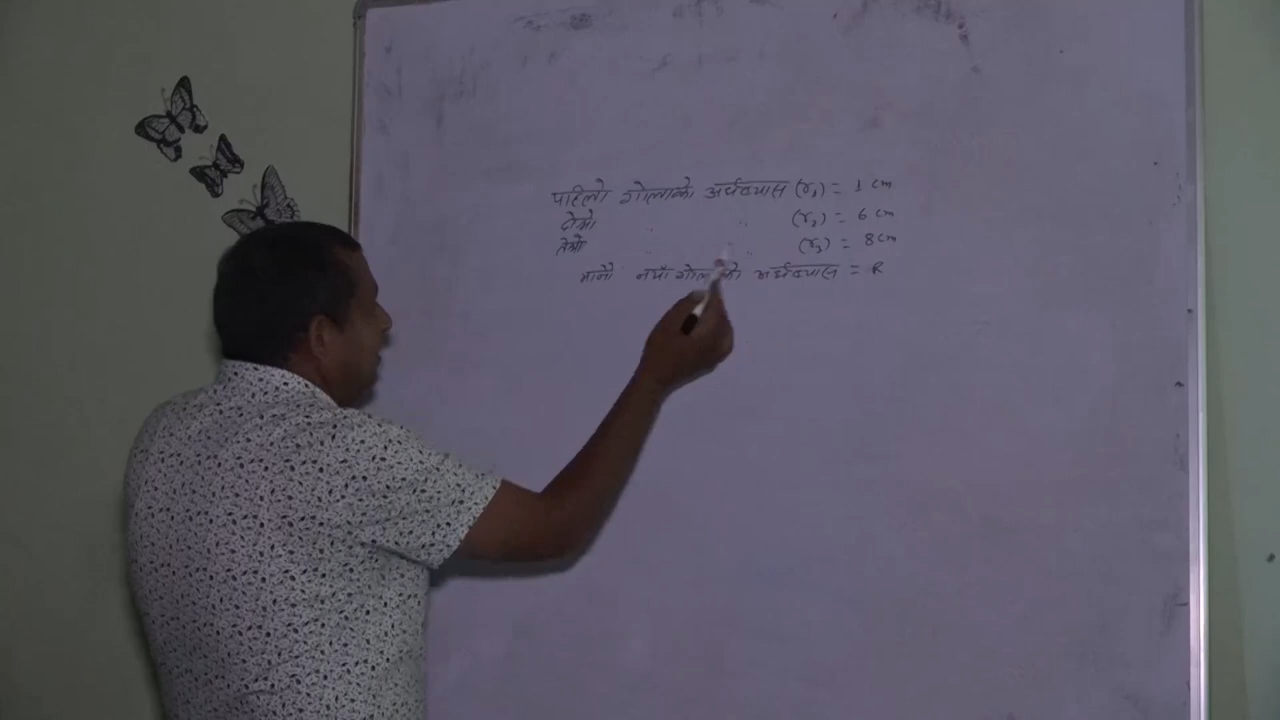 पहिलो गोलाको अर्धव्यास (r₁) = 1 cm
दोस्रो " " (r₂) = 6 cm
तेस्रो " " (r₃) = 8 cm
मानौ नयाँ गोलाको अर्धव्यास = R